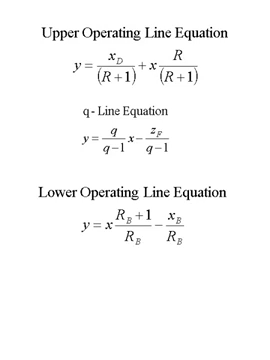 Upper Operating Line Equation
y = x_D/(R+1) + x R/(R+1)
q - Line Equation
y = q/(q-1) x - z_F/(q-1)
Lower Operating Line Equation
y = x (R_B+1)/R_B - x_B/R_B